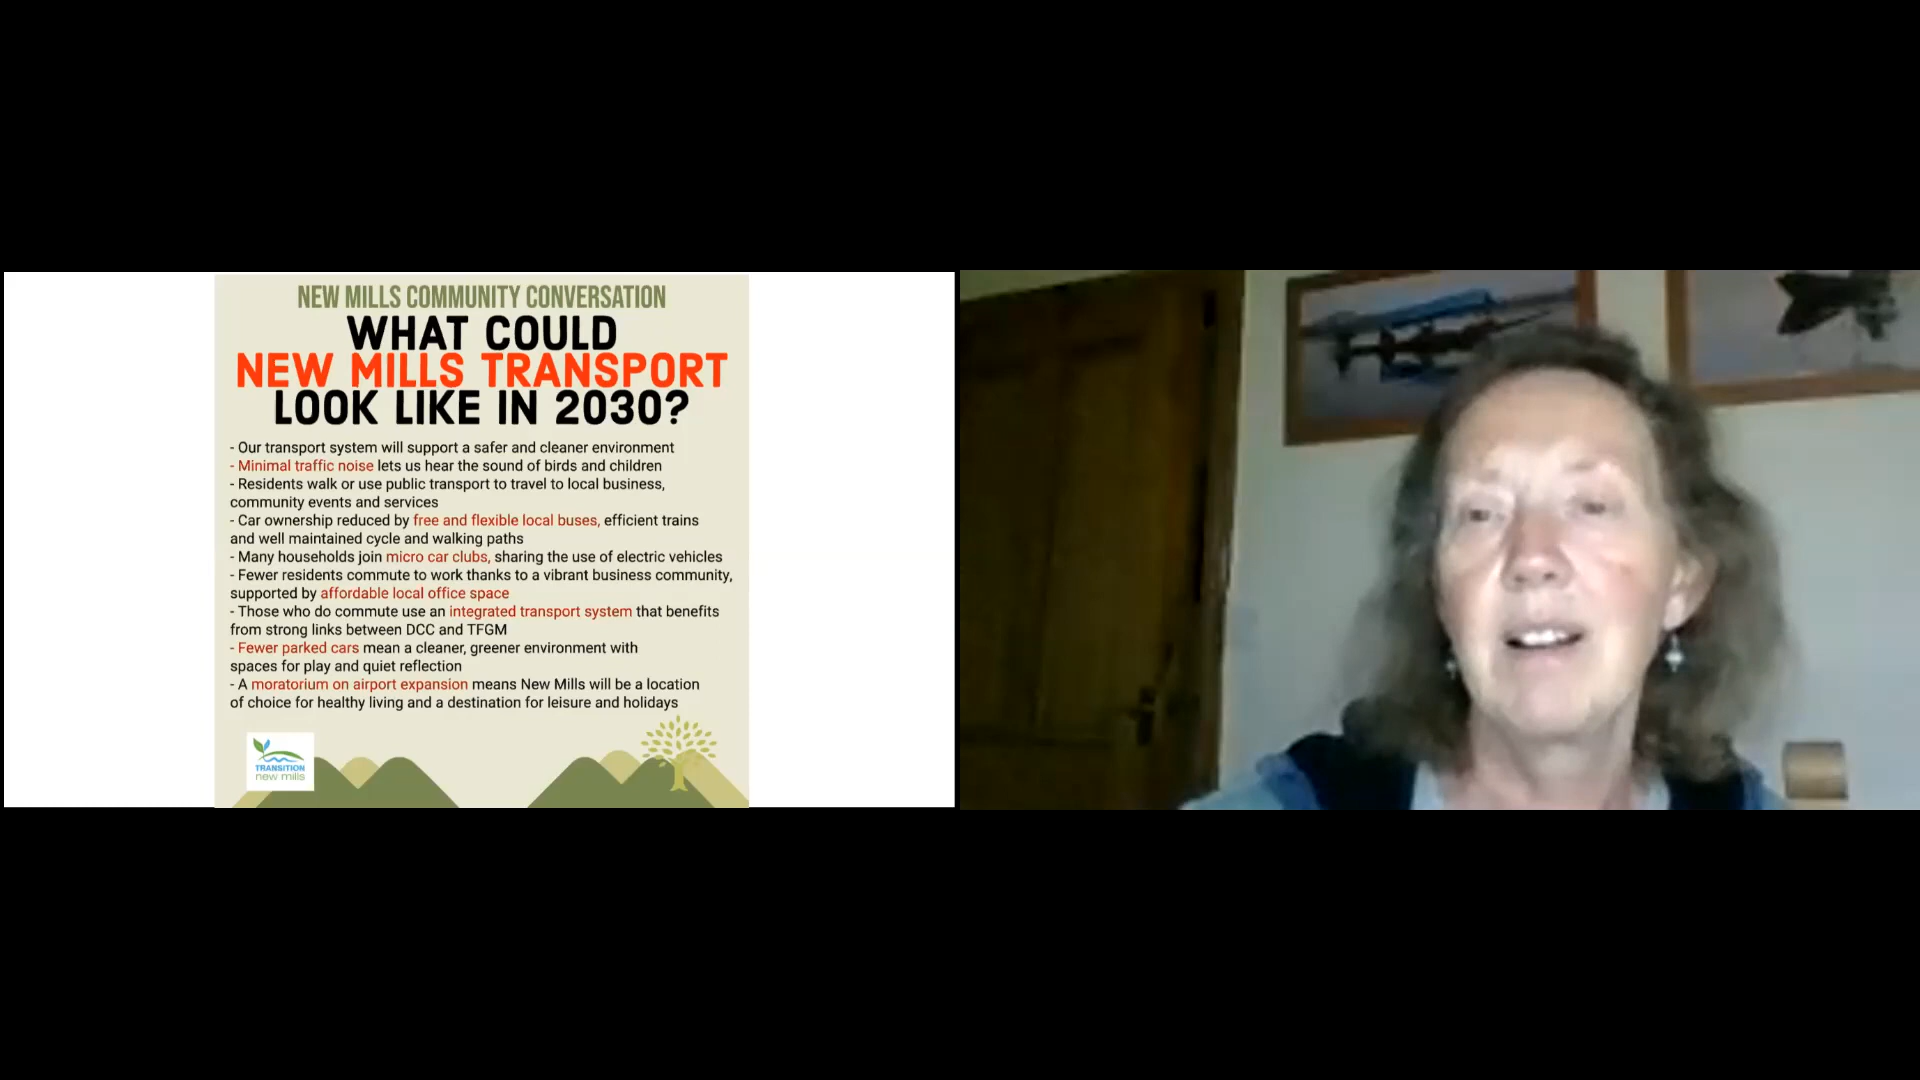 NEW MILLS COMMUNITY CONVERSATION
WHAT COULD
NEW MILLS TRANSPORT
LOOK LIKE IN 2030?
- Our transport system will support a safer and cleaner environment
- Minimal traffic noise lets us hear the sound of birds and children
- Residents walk or use public transport to travel to local business,
community events and services
- Car ownership reduced by free and flexible local buses, efficient trains
and well maintained cycle and walking paths
- Many households join micro car clubs, sharing the use of electric vehicles
- Fewer residents commute to work thanks to a vibrant business community,
supported by affordable local office space
- Those who do commute use an integrated transport system that benefits
from strong links between DCC and TFGM
- Fewer parked cars mean a cleaner, greener environment with
spaces for play and quiet reflection
- A moratorium on airport expansion means New Mills will be a location
of choice for healthy living and a destination for leisure and holidays
TRANSITION
new mills